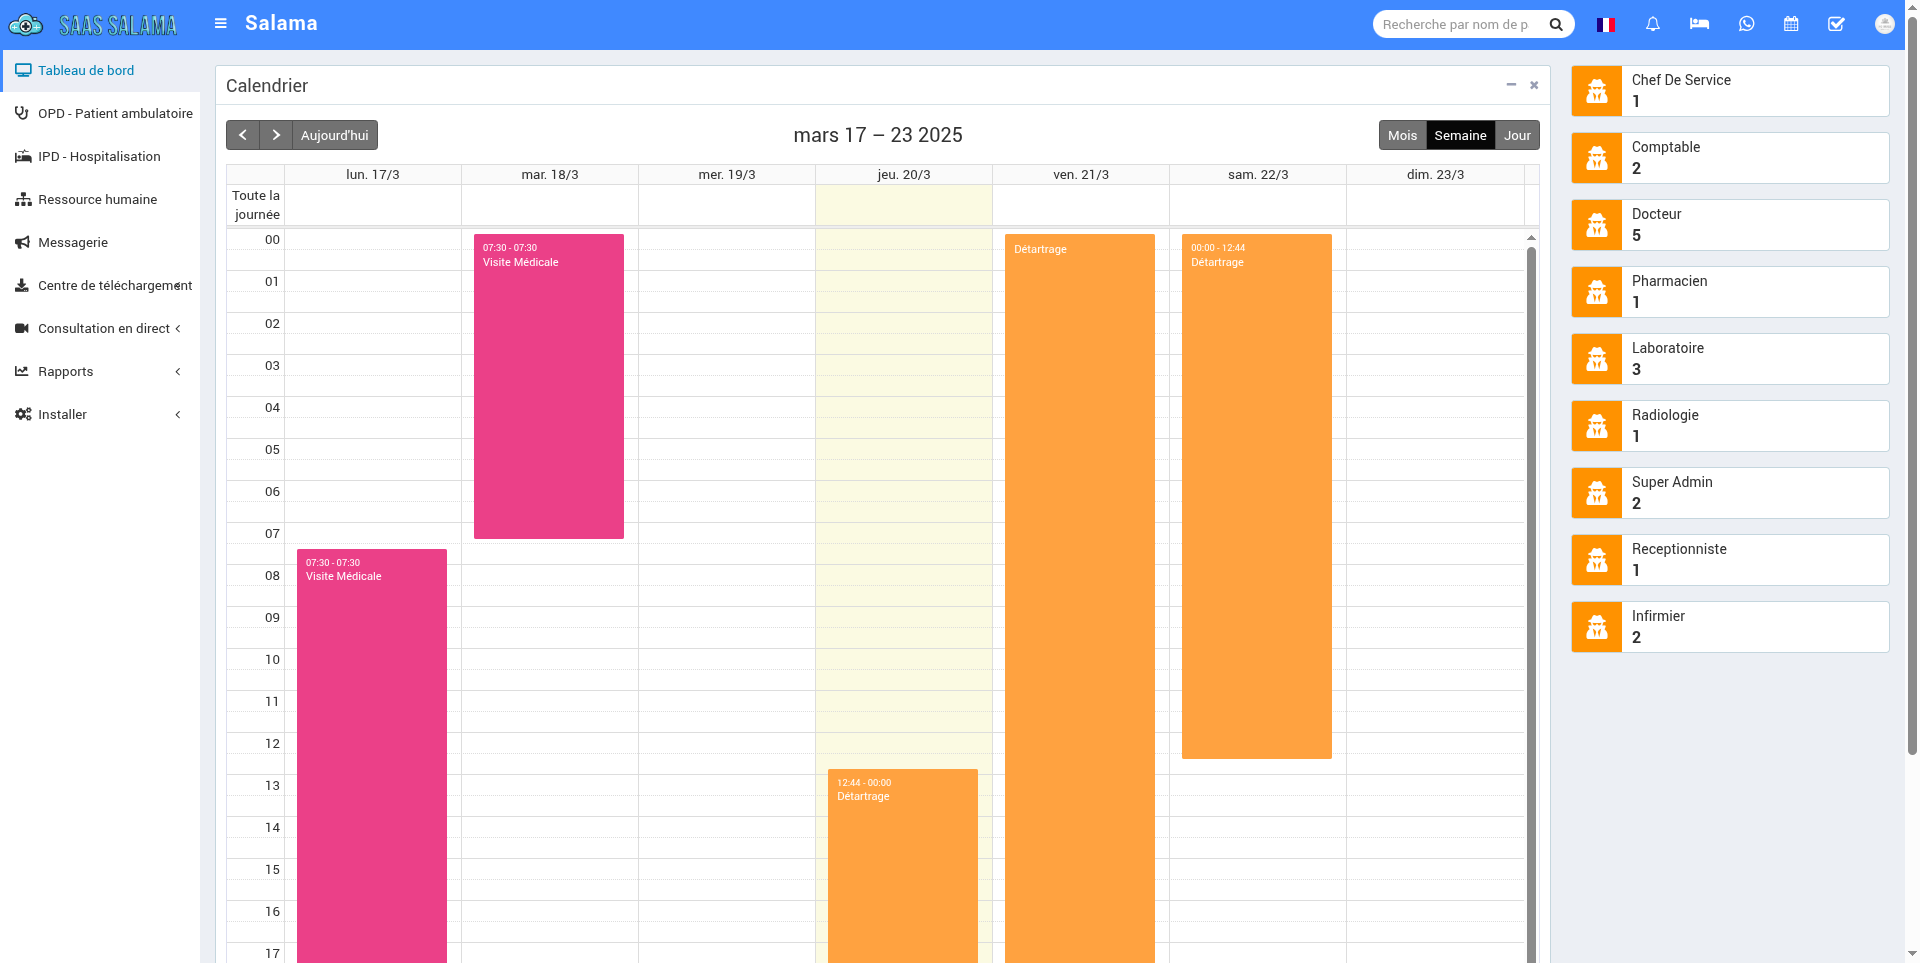 SAAS SALAMA
Salama
Recherche par nom de p
Tableau de bord
OPD - Patient ambulatoire
IPD - Hospitalisation
Ressource humaine
Messagerie
Centre de téléchargement
Consultation en direct
Rapports
Installer
Calendrier
Aujourd'hui
mars 17 – 23 2025
Mois Semaine Jour
lun. 17/3 mar. 18/3 mer. 19/3 jeu. 20/3 ven. 21/3 sam. 22/3 dim. 23/3
Toute la
journée
00
01
02
03
04
05
06
07
08
09
10
11
12
13
14
15
16
17
07:30 - 07:30
Visite Médicale
07:30 - 07:30
Visite Médicale
12:44 - 00:00
Détartrage
Détartrage
00:00 - 12:44
Détartrage
Chef De Service
1
Comptable
2
Docteur
5
Pharmacien
1
Laboratoire
3
Radiologie
1
Super Admin
2
Receptionniste
1
Infirmier
2